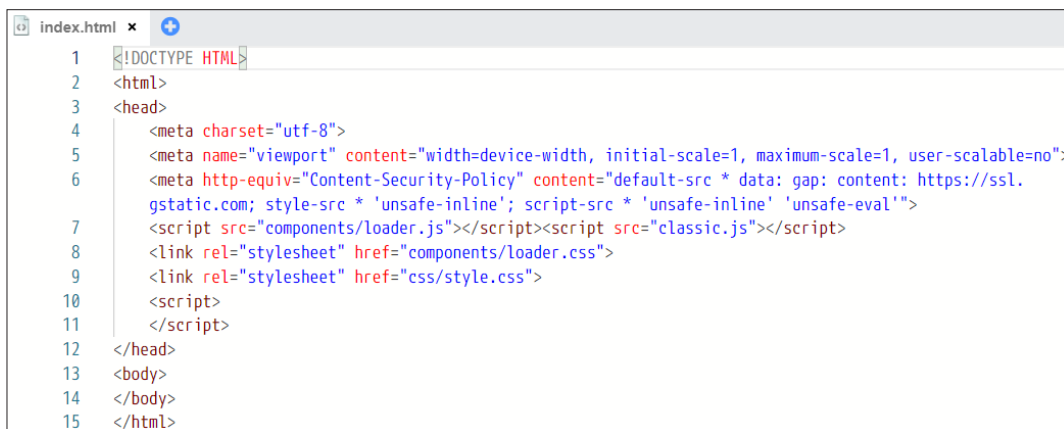 index.html ×
1 <!DOCTYPE HTML>
2 <html>
3 <head>
4 <meta charset="utf-8">
5 <meta name="viewport" content="width=device-width, initial-scale=1, maximum-scale=1, user-scalable=no">
6 <meta http-equiv="Content-Security-Policy" content="default-src * data: gap: content: https://ssl.
gstatic.com; style-src * 'unsafe-inline'; script-src * 'unsafe-inline' 'unsafe-eval'">
7 <script src="components/loader.js"></script><script src="classic.js"></script>
8 <link rel="stylesheet" href="components/loader.css">
9 <link rel="stylesheet" href="css/style.css">
10 <script>
11 </script>
12 </head>
13 <body>
14 </body>
15 </html>